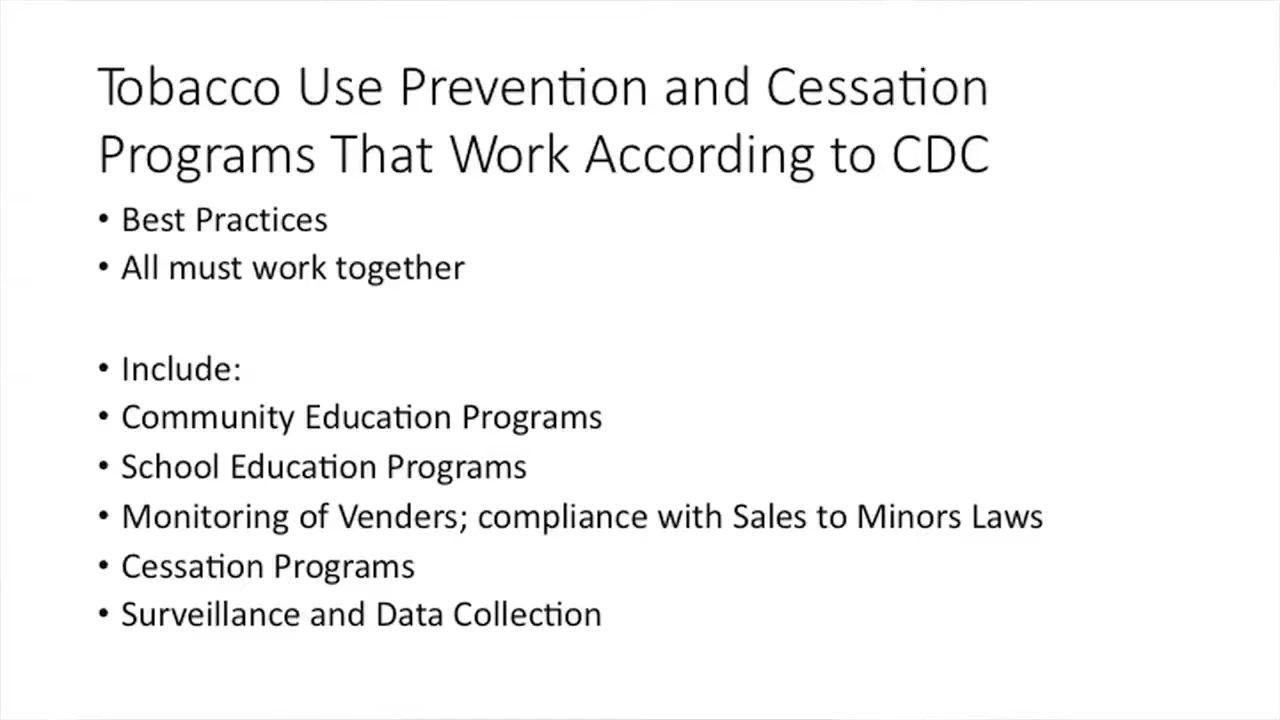 Tobacco Use Prevention and Cessation
Programs That Work According to CDC
• Best Practices
• All must work together
• Include:
• Community Education Programs
• School Education Programs
• Monitoring of Venders; compliance with Sales to Minors Laws
• Cessation Programs
• Surveillance and Data Collection